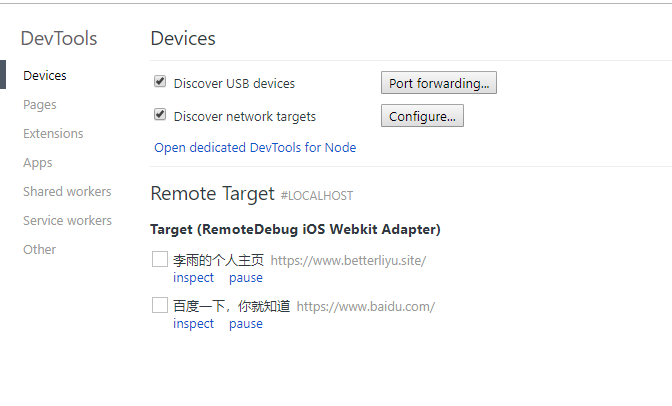 DevTools
Devices
Pages
Extensions
Apps
Shared workers
Service workers
Other
Devices
Discover USB devices Port forwarding...
Discover network targets Configure...
Open dedicated DevTools for Node
Remote Target #LOCALHOST
Target (RemoteDebug iOS Webkit Adapter)
李雨的个人主页 https://www.betterliyu.site/
inspect pause
百度一下，你就知道 https://www.baidu.com/
inspect pause